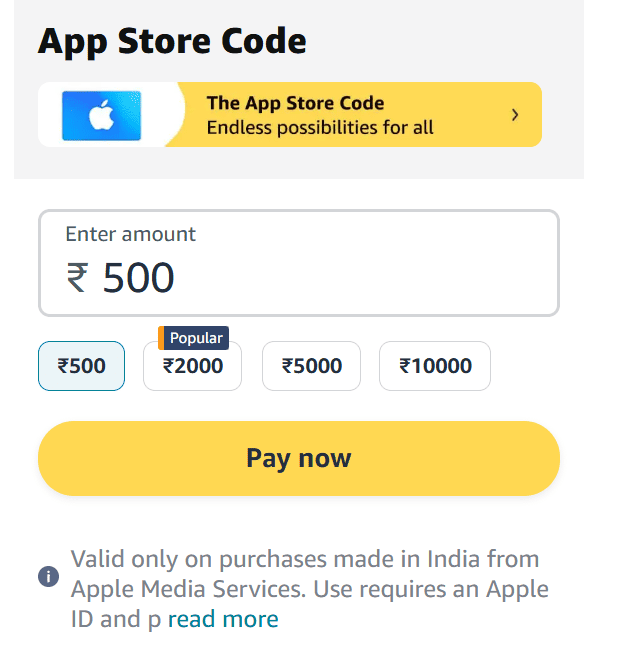 App Store Code
The App Store Code
Endless possibilities for all
Enter amount
₹ 500
Popular
₹500 ₹2000 ₹5000 ₹10000
Pay now
Valid only on purchases made in India from
Apple Media Services. Use requires an Apple
ID and p read more